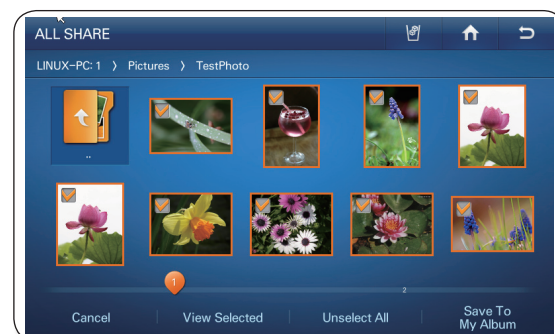 ALL SHARE
LINUX-PC: 1 > Pictures > TestPhoto
..
1
2
Cancel
View Selected
Unselect All
Save To
My Album